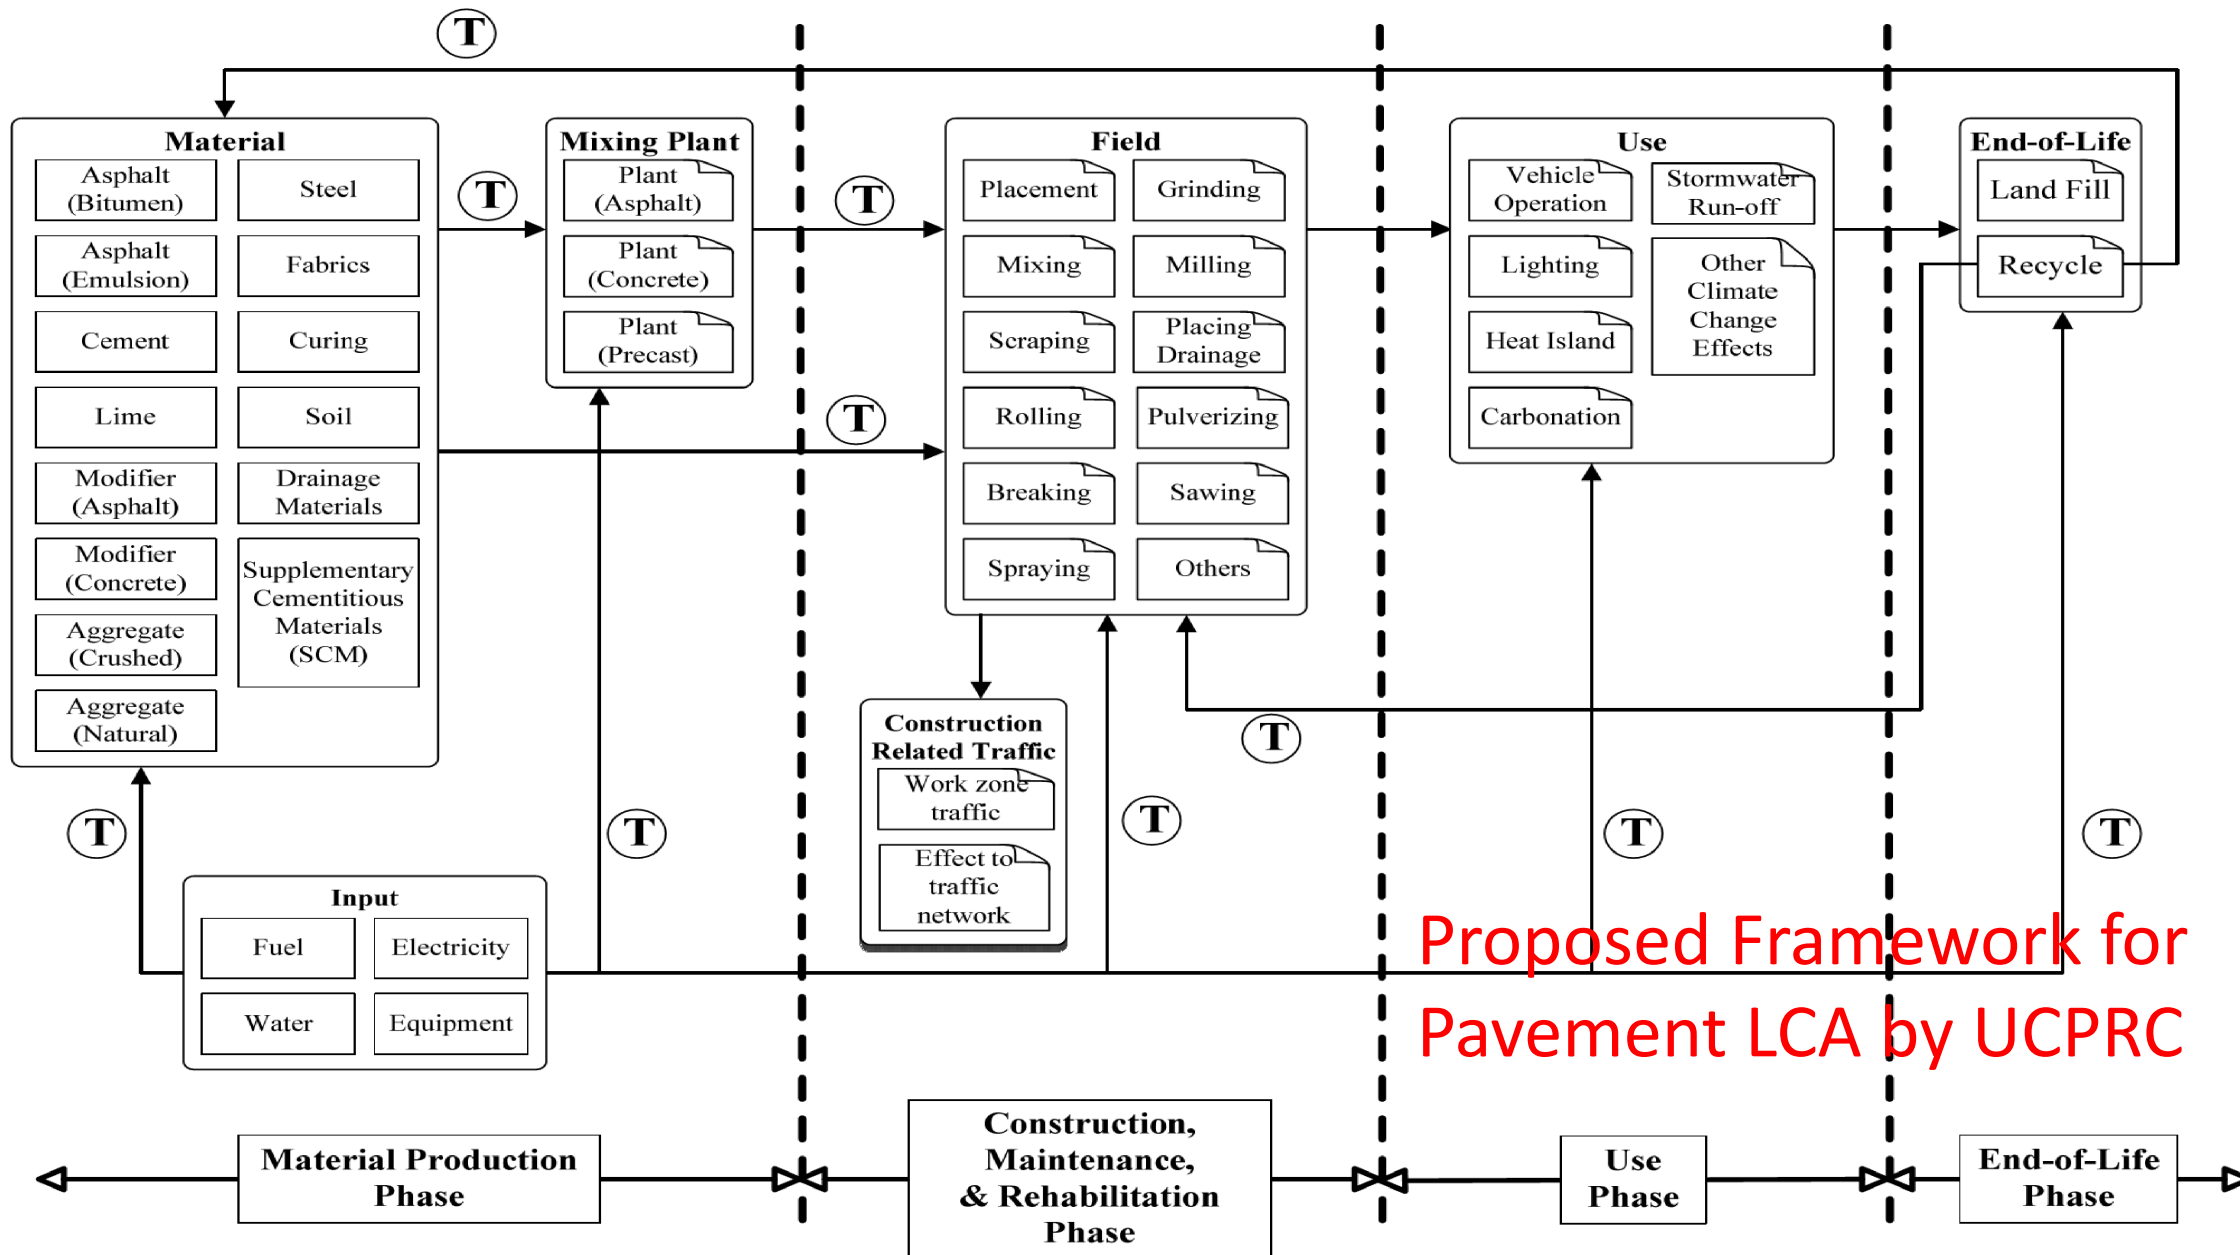 T
Material
Asphalt
(Bitumen)
Steel
Asphalt
(Emulsion)
Fabrics
Cement
Curing
Lime
Soil
Modifier
(Asphalt)
Drainage
Materials
Modifier
(Concrete)
Supplementary
Cementitious
Materials
(SCM)
Aggregate
(Crushed)
Aggregate
(Natural)
T
Mixing Plant
Plant
(Asphalt)
Plant
(Concrete)
Plant
(Precast)
T
T
Field
Placement
Grinding
Mixing
Milling
Scraping
Placing
Drainage
Rolling
Pulverizing
Breaking
Sawing
Spraying
Others
Use
Vehicle
Operation
Stormwater
Run-off
Lighting
Other
Climate
Change
Effects
Heat Island
Carbonation
End-of-Life
Land Fill
Recycle
Construction
Related Traffic
Work zone
traffic
Effect to
traffic
network
T
T
T
T
T
T
Input
Fuel
Electricity
Water
Equipment
Proposed Framework for
Pavement LCA by UCPRC
Material Production
Phase
Construction,
Maintenance,
& Rehabilitation
Phase
Use
Phase
End-of-Life
Phase